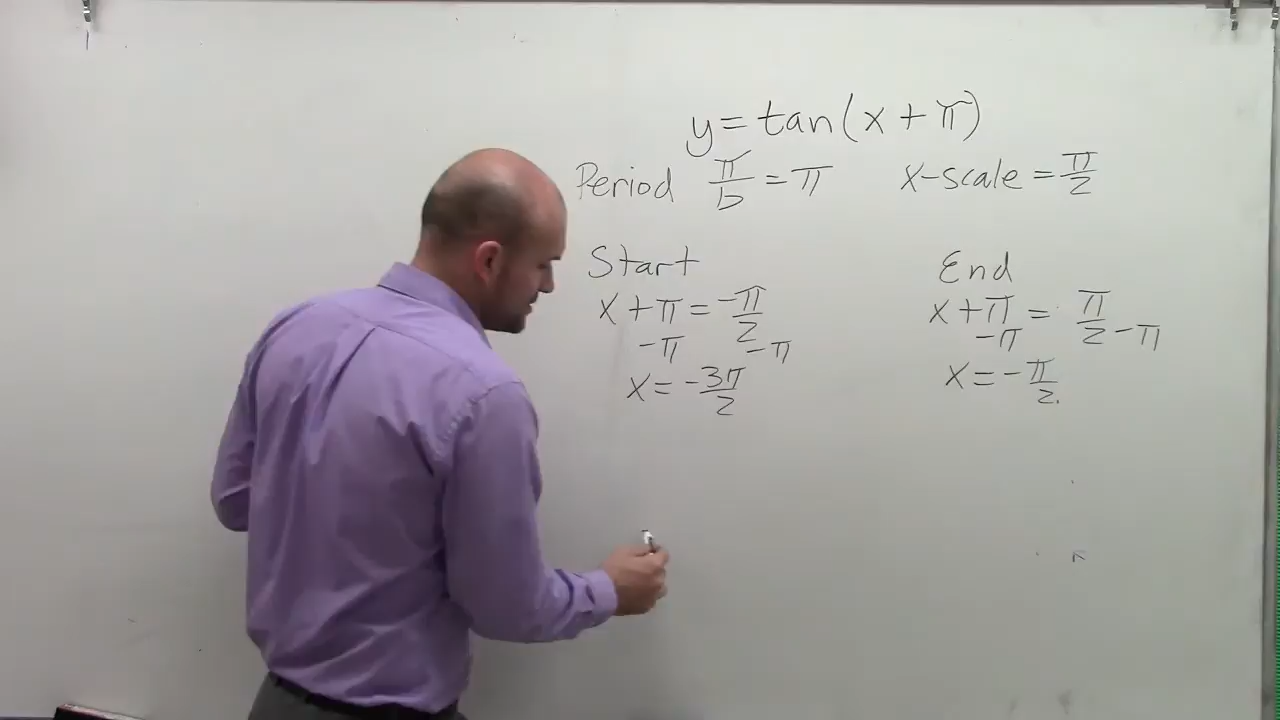 y = tan(x + π)
Period π/b = π
x-scale = π/2
Start
x + π = -π/2
-π -π
x = -3π/2
End
x + π = π/2 - π
-π
x = -π/2